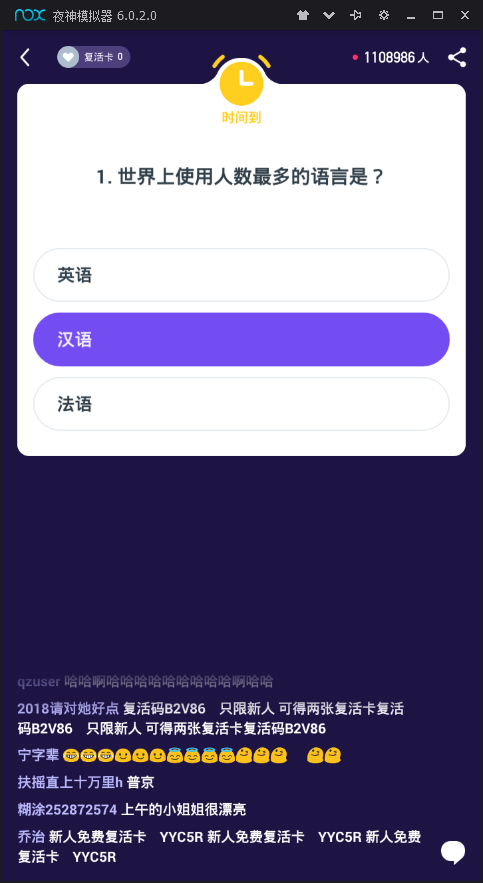 nox 夜神模拟器 6.0.2.0
复活卡 0
1108986 人
时间到
1. 世界上使用人数最多的语言是？
英语
汉语
法语
qzuser 哈哈啊哈哈哈哈哈哈哈哈哈啊哈哈
2018请对她好点 复活码B2V86 只限新人 可得两张复活卡复活
码B2V86 只限新人 可得两张复活卡复活码B2V86
宁字辈
扶摇直上十万里h 普京
糊涂252872574 上午的小姐姐很漂亮
乔治 新人免费复活卡 YYC5R 新人免费复活卡 YYC5R 新人免费
复活卡 YYC5R